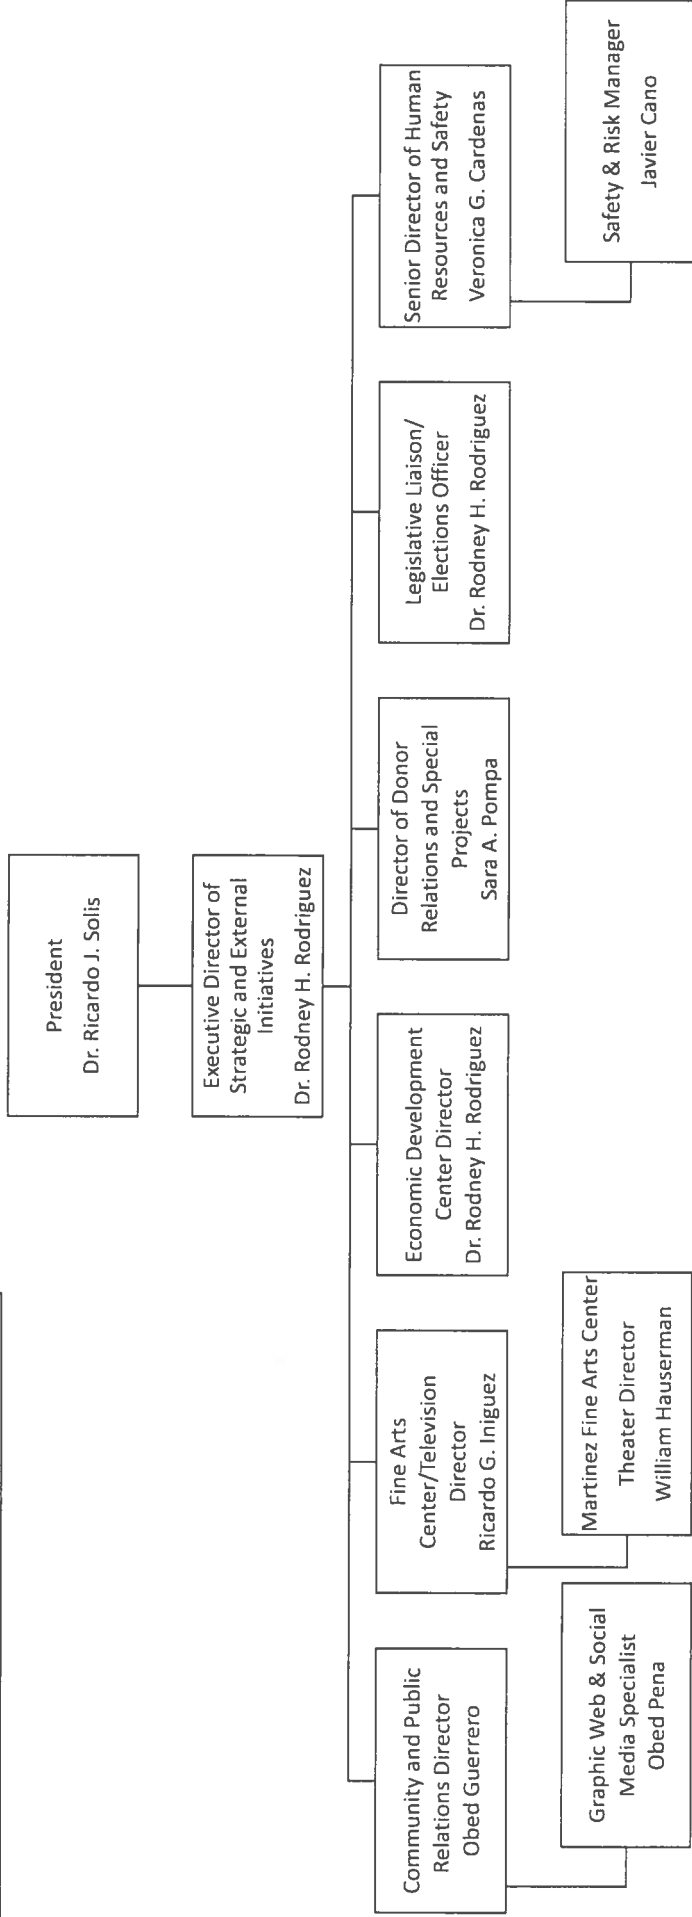 President
Dr. Ricardo J. Solis
Executive Director of
Strategic and External
Initiatives
Dr. Rodney H. Rodriguez
Community and Public
Relations Director
Obed Guerrero
Fine Arts
Center/Television
Director
Ricardo G. Iniguez
Economic Development
Center Director
Dr. Rodney H. Rodriguez
Director of Donor
Relations and Special
Projects
Sara A. Pompa
Legislative Liaison/
Elections Officer
Dr. Rodney H. Rodriguez
Senior Director of Human
Resources and Safety
Veronica G. Cardenas
Graphic Web & Social
Media Specialist
Obed Pena
Martinez Fine Arts Center
Theater Director
William Hauserman
Safety & Risk Manager
Javier Cano